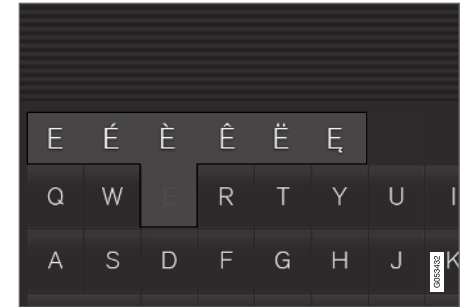 E É È Ê Ë Ę
Q W E R T Y U I
A S D F G H J K
G053432